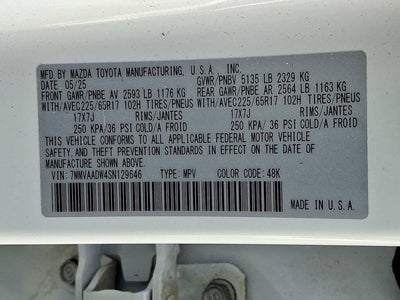 MFD. BY MAZDA TOYOTA MANUFACTURING, U.S.A. INC.
DATE 05/25 GVWR/PNBV 5135 LB 2329 KG
FRONT GAWR/PNBE AV 2593 LB 1176 KG REAR GAWR/PNBE AR 2564 LB 1163 KG
WITH/AVEC225/65R17 102H TIRES/PNEUS WITH/AVEC225/65R17 102H TIRES/PNEUS
17X7J RIMS/JANTES 17X7J RIMS/JANTES
250 KPA/36 PSI COLD/A FROID 250 KPA/36 PSI COLD/A FROID
THIS VEHICLE CONFORMS TO ALL APPLICABLE FEDERAL MOTOR VEHICLE
SAFETY, BUMPER, AND THEFT PREVENTION STANDARDS IN EFFECT ON THE DATE
OF MANUFACTURE SHOWN ABOVE.
VIN: 7MMVAADW4SN129646 TYPE: MPV COLOR CODE: 48K
MADE IN U.S.A.